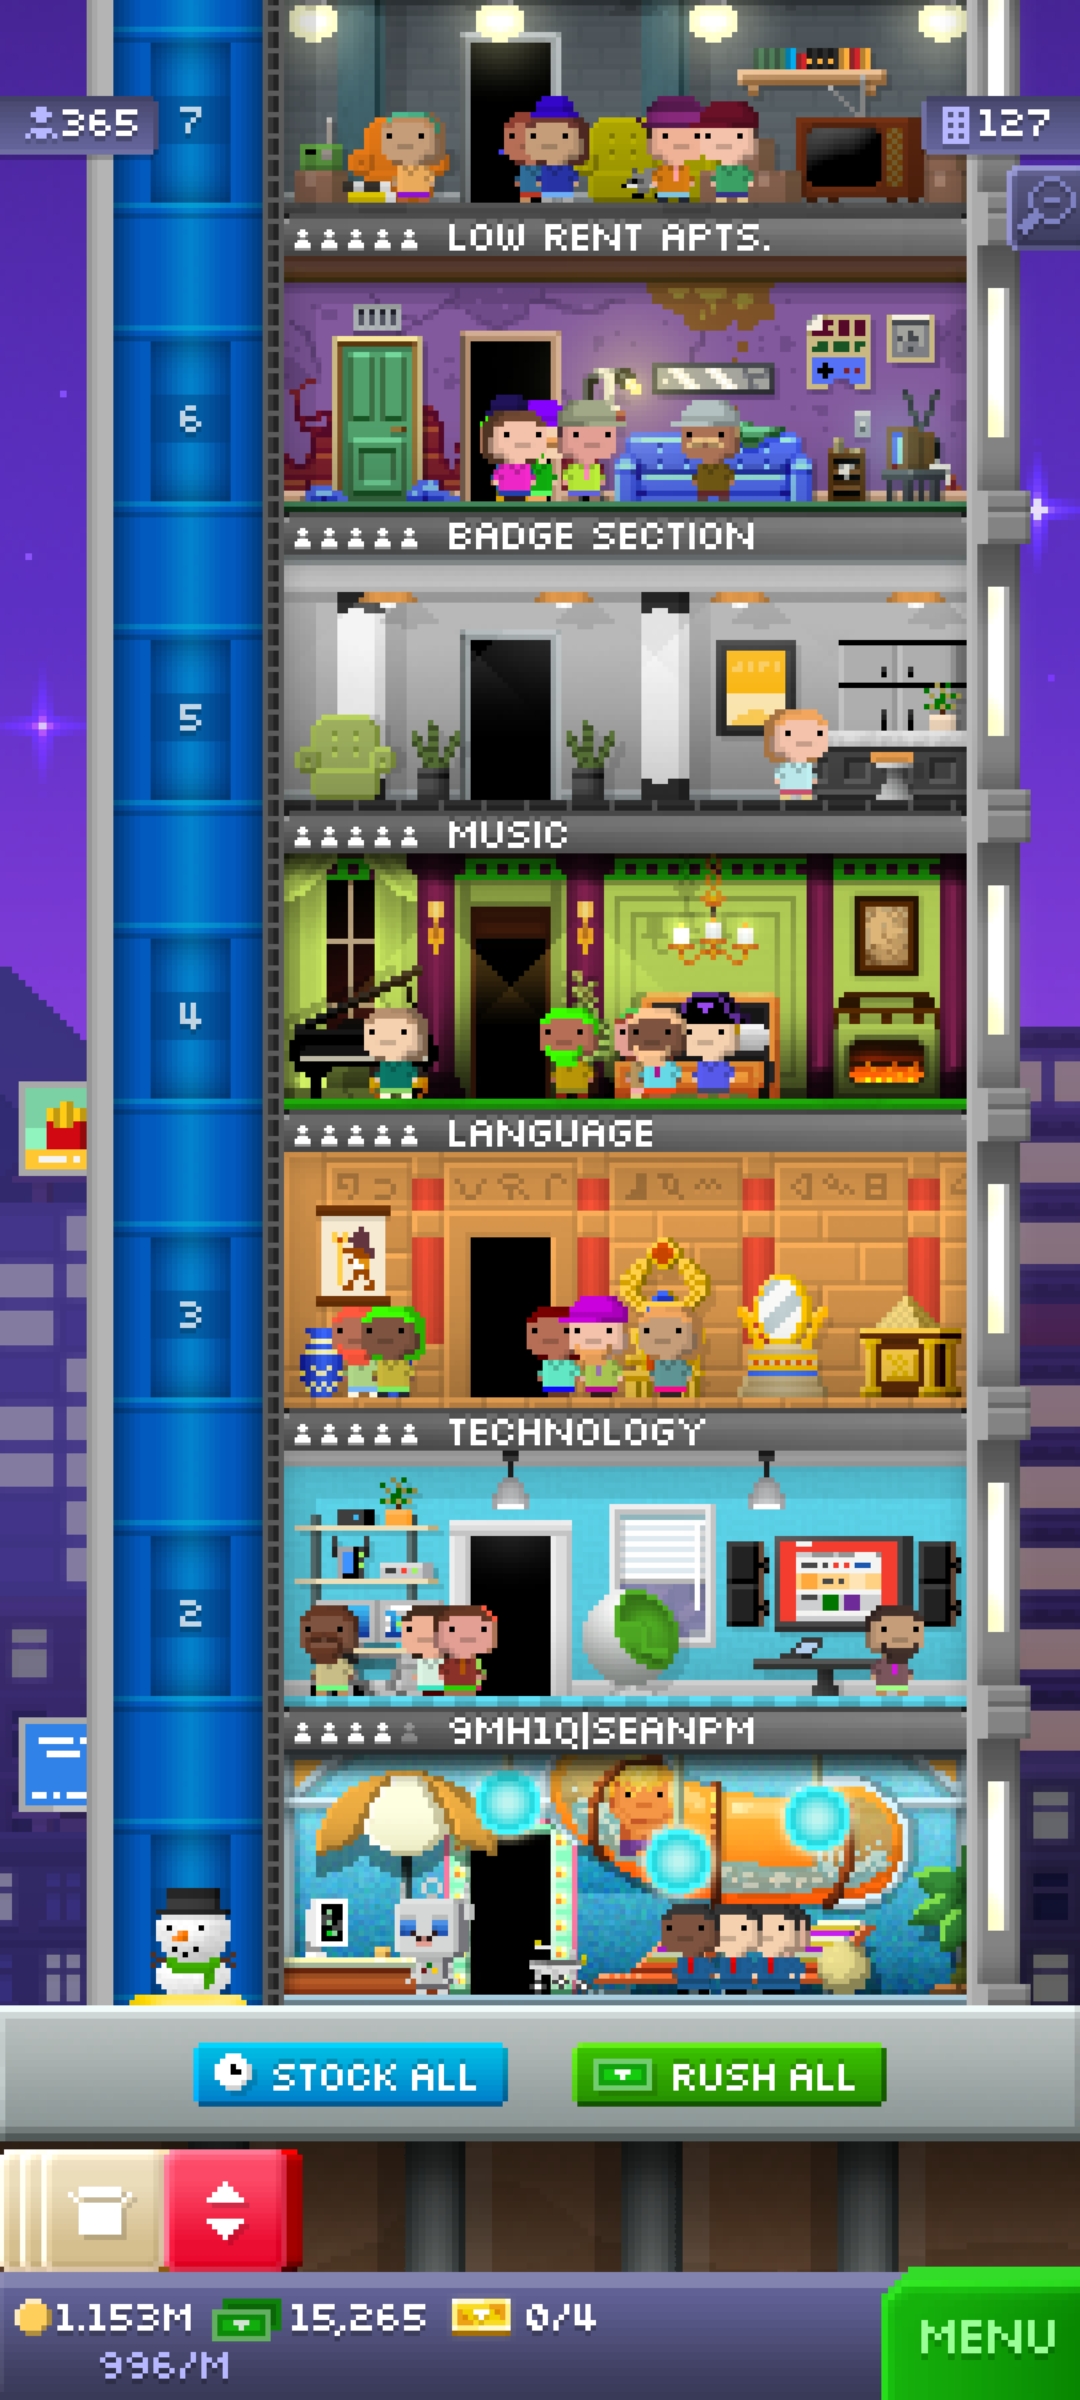 7
365
127
LOW RENT APTS.
6
BADGE SECTION
5
MUSIC
4
LANGUAGE
3
TECHNOLOGY
2
9MH1Q|SEANPM
STOCK ALL
RUSH ALL
1.153M
15,265
0/4
996/M
MENU